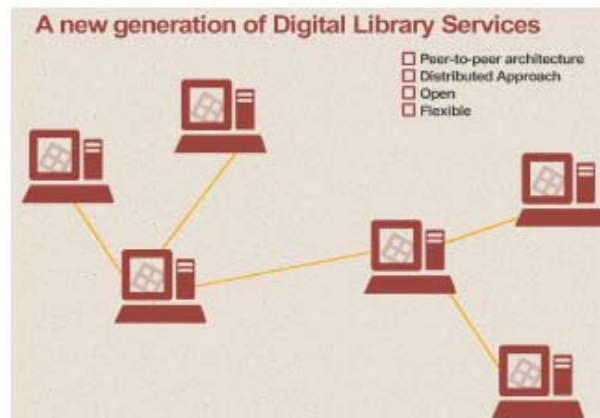 A new generation of Digital Library Services
Peer-to-peer architecture
Distributed Approach
Open
Flexible